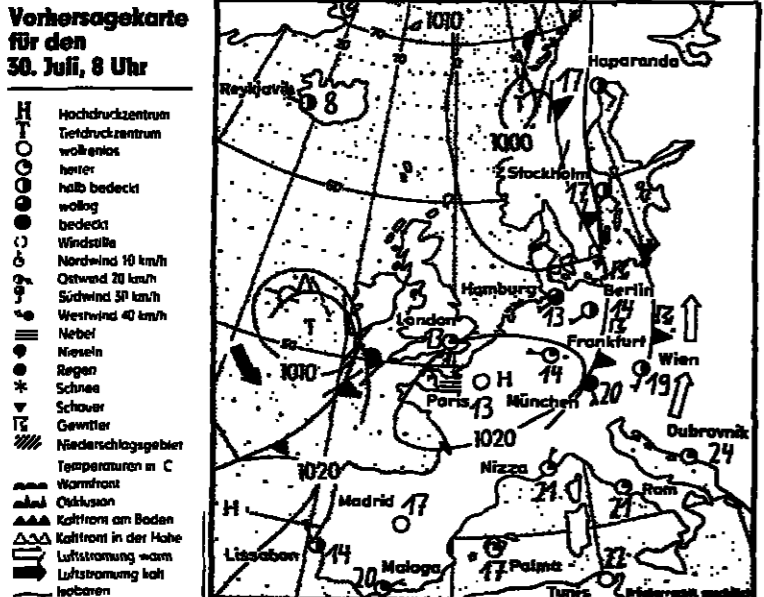 Vorhersagekarte
für den
30. Juli, 8 Uhr
H Hochdruckzentrum
T Tiefdruckzentrum
wolkenlos
heiter
halb bedeckt
wolkig
bedeckt
Windstille
Nordwind 10 km/h
Ostwind 20 km/h
Südwind 30 km/h
Westwind 40 km/h
Nebel
Nieseln
Regen
Schnee
Schauer
Gewitter
Niederschlagsgebiet
Temperaturen in C
Warmfront
Okklusion
Kaltfront am Boden
Kaltfront in der Höhe
Luftströmung warm
Luftströmung kalt
Isobaren
1010
70
Haparanda
17
Reykjavik
8
T
1000
Stockholm
17
60
Hamburg
13
Berlin
14
T
London
13
50
1010
Frankfurt
14
Wien
19
Paris
13
H
München
20
1020
Dubrovnik
24
1020
Nizza
21
Rom
21
H
Madrid
17
Lissabon
14
Malaga
20
17
Palma
22
Tunis